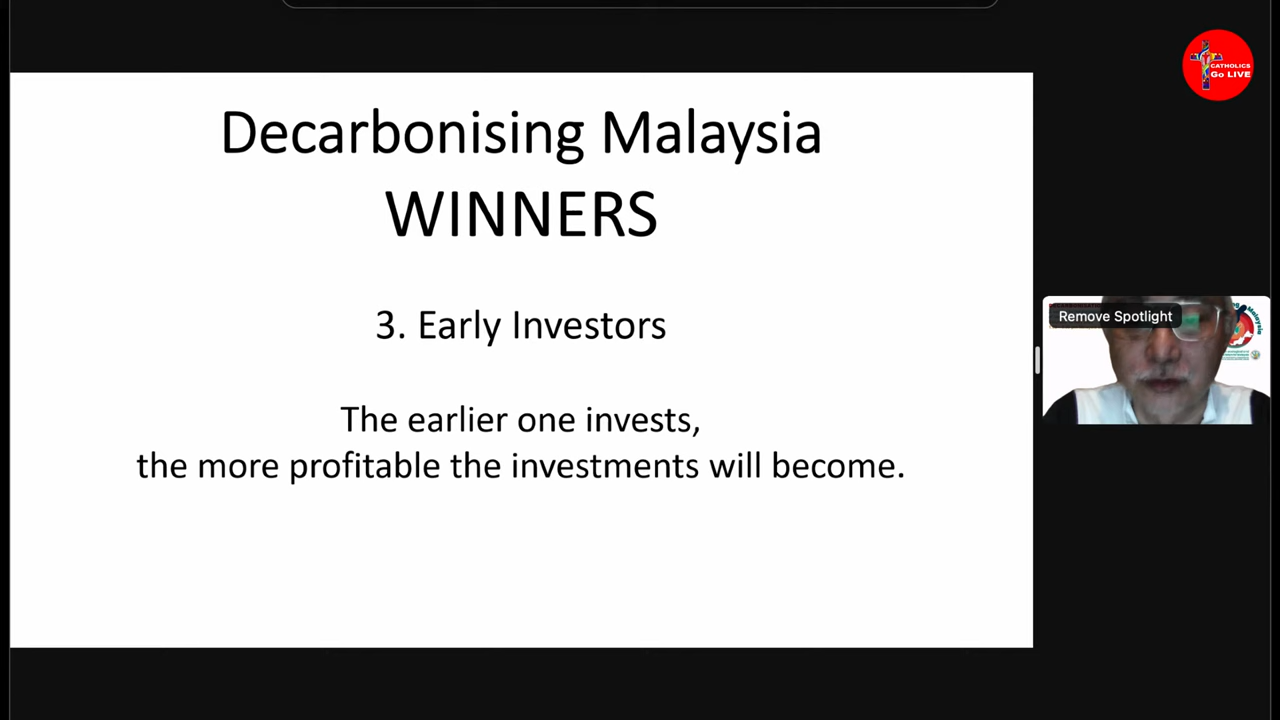 CATHOLICS
Go LIVE
Decarbonising Malaysia
WINNERS
3. Early Investors
The earlier one invests,
the more profitable the investments will become.
Remove Spotlight
Malaysia